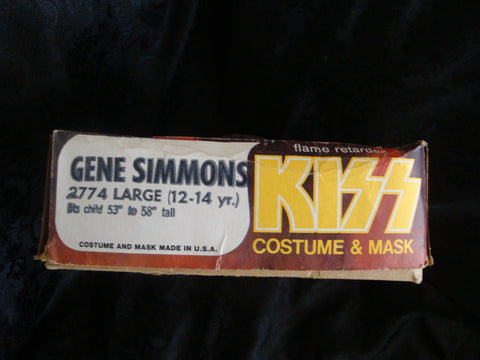 GENE SIMMONS
2774 LARGE (12-14 yr.)
fits child 53" to 58" tall
COSTUME AND MASK MADE IN U.S.A.
flame retarded
KISS
COSTUME & MASK